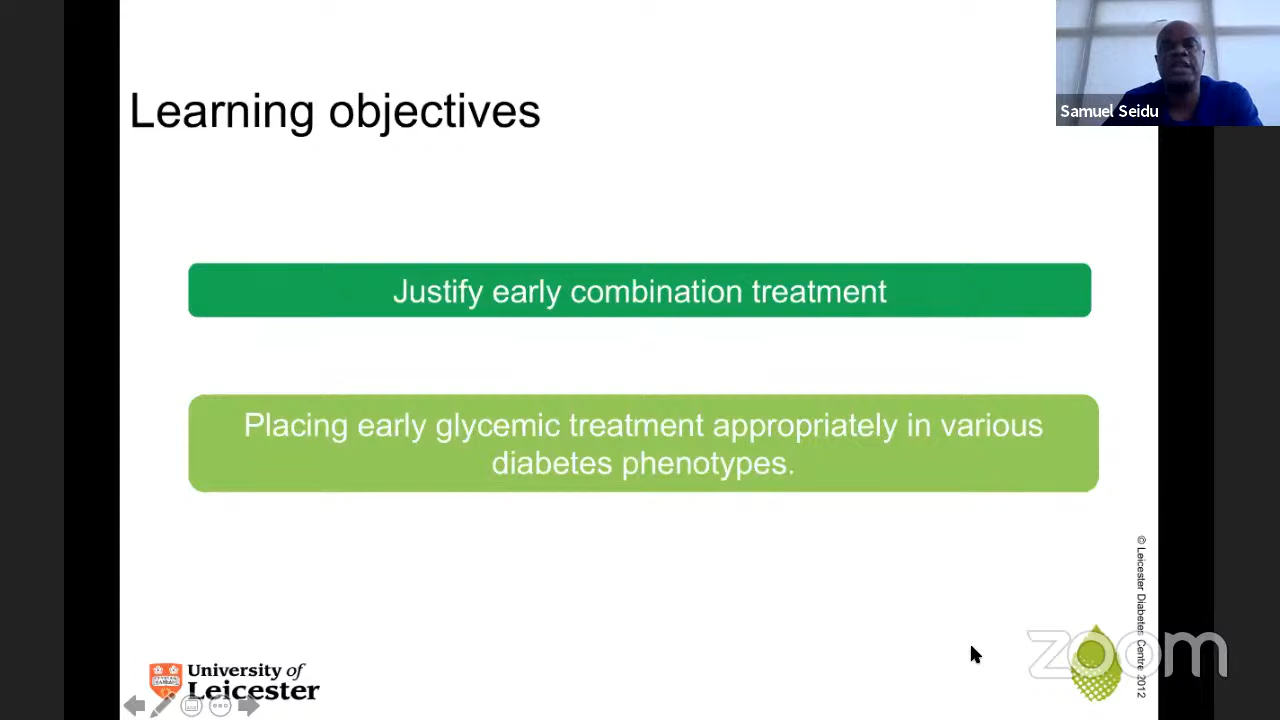 Learning objectives
Samuel Seidu
Justify early combination treatment
Placing early glycemic treatment appropriately in various
diabetes phenotypes.
© Leicester Diabetes Centre 2012
University of
Leicester
zoom